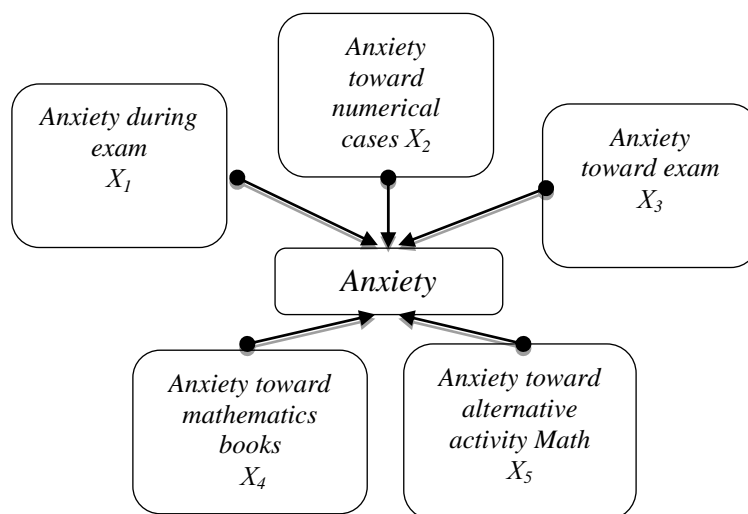 Anxiety during
exam
X₁
Anxiety
toward
numerical
cases X₂
Anxiety
toward exam
X₃
Anxiety
Anxiety toward
mathematics
books
X₄
Anxiety toward
alternative
activity Math
X₅